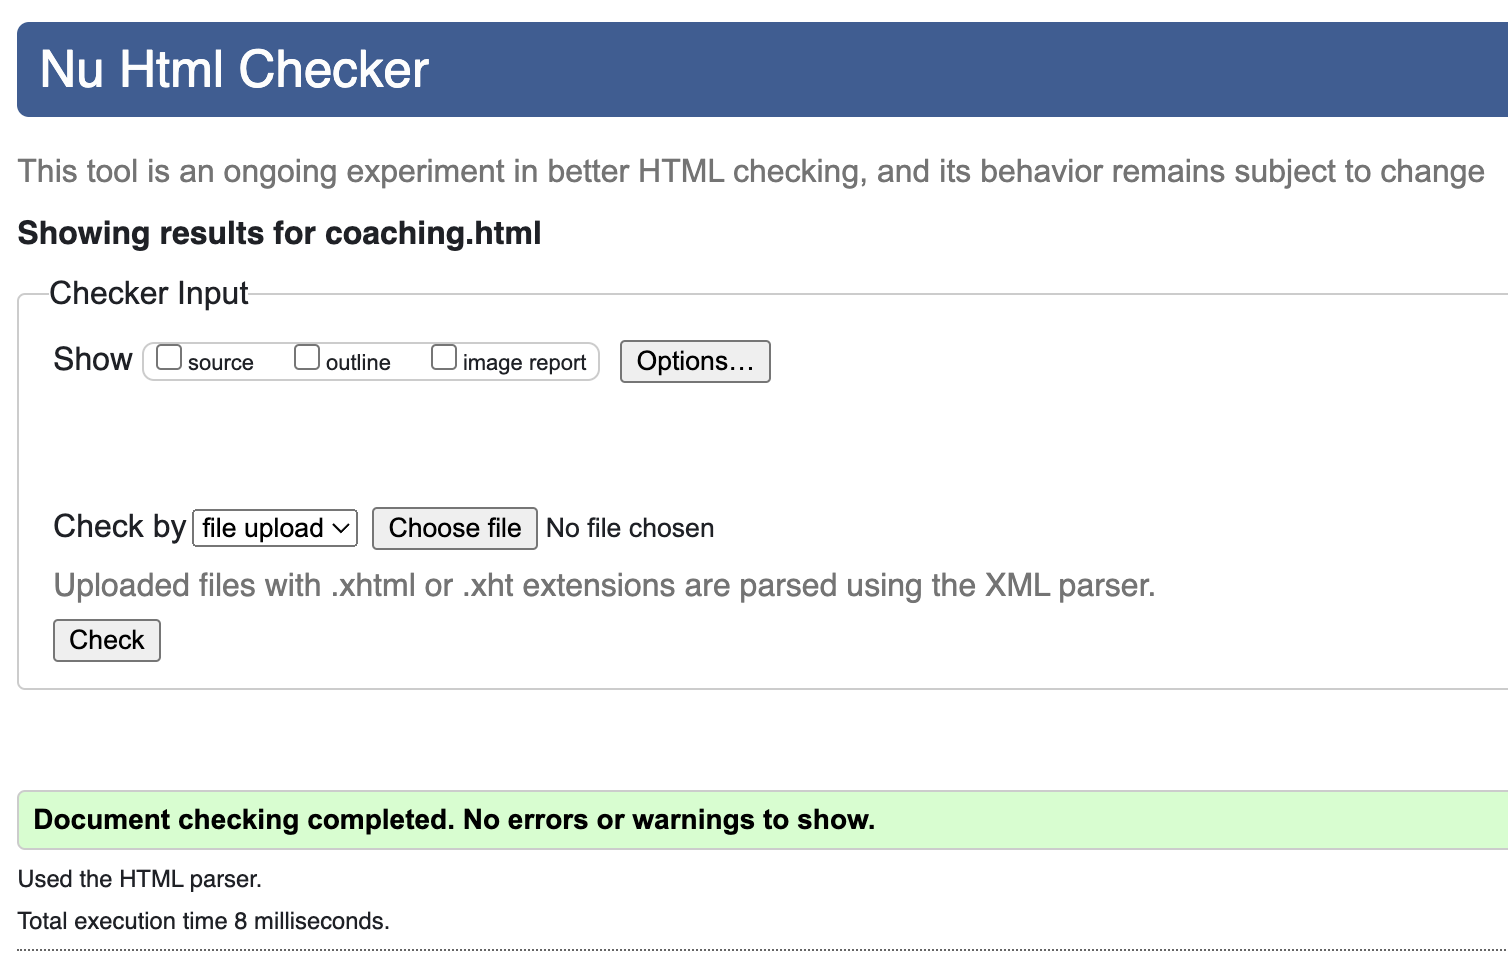 Nu Html Checker
This tool is an ongoing experiment in better HTML checking, and its behavior remains subject to change
Showing results for coaching.html
Checker Input
Show source outline image report Options…
Check by file upload Choose file No file chosen
Uploaded files with .xhtml or .xht extensions are parsed using the XML parser.
Check
Document checking completed. No errors or warnings to show.
Used the HTML parser.
Total execution time 8 milliseconds.